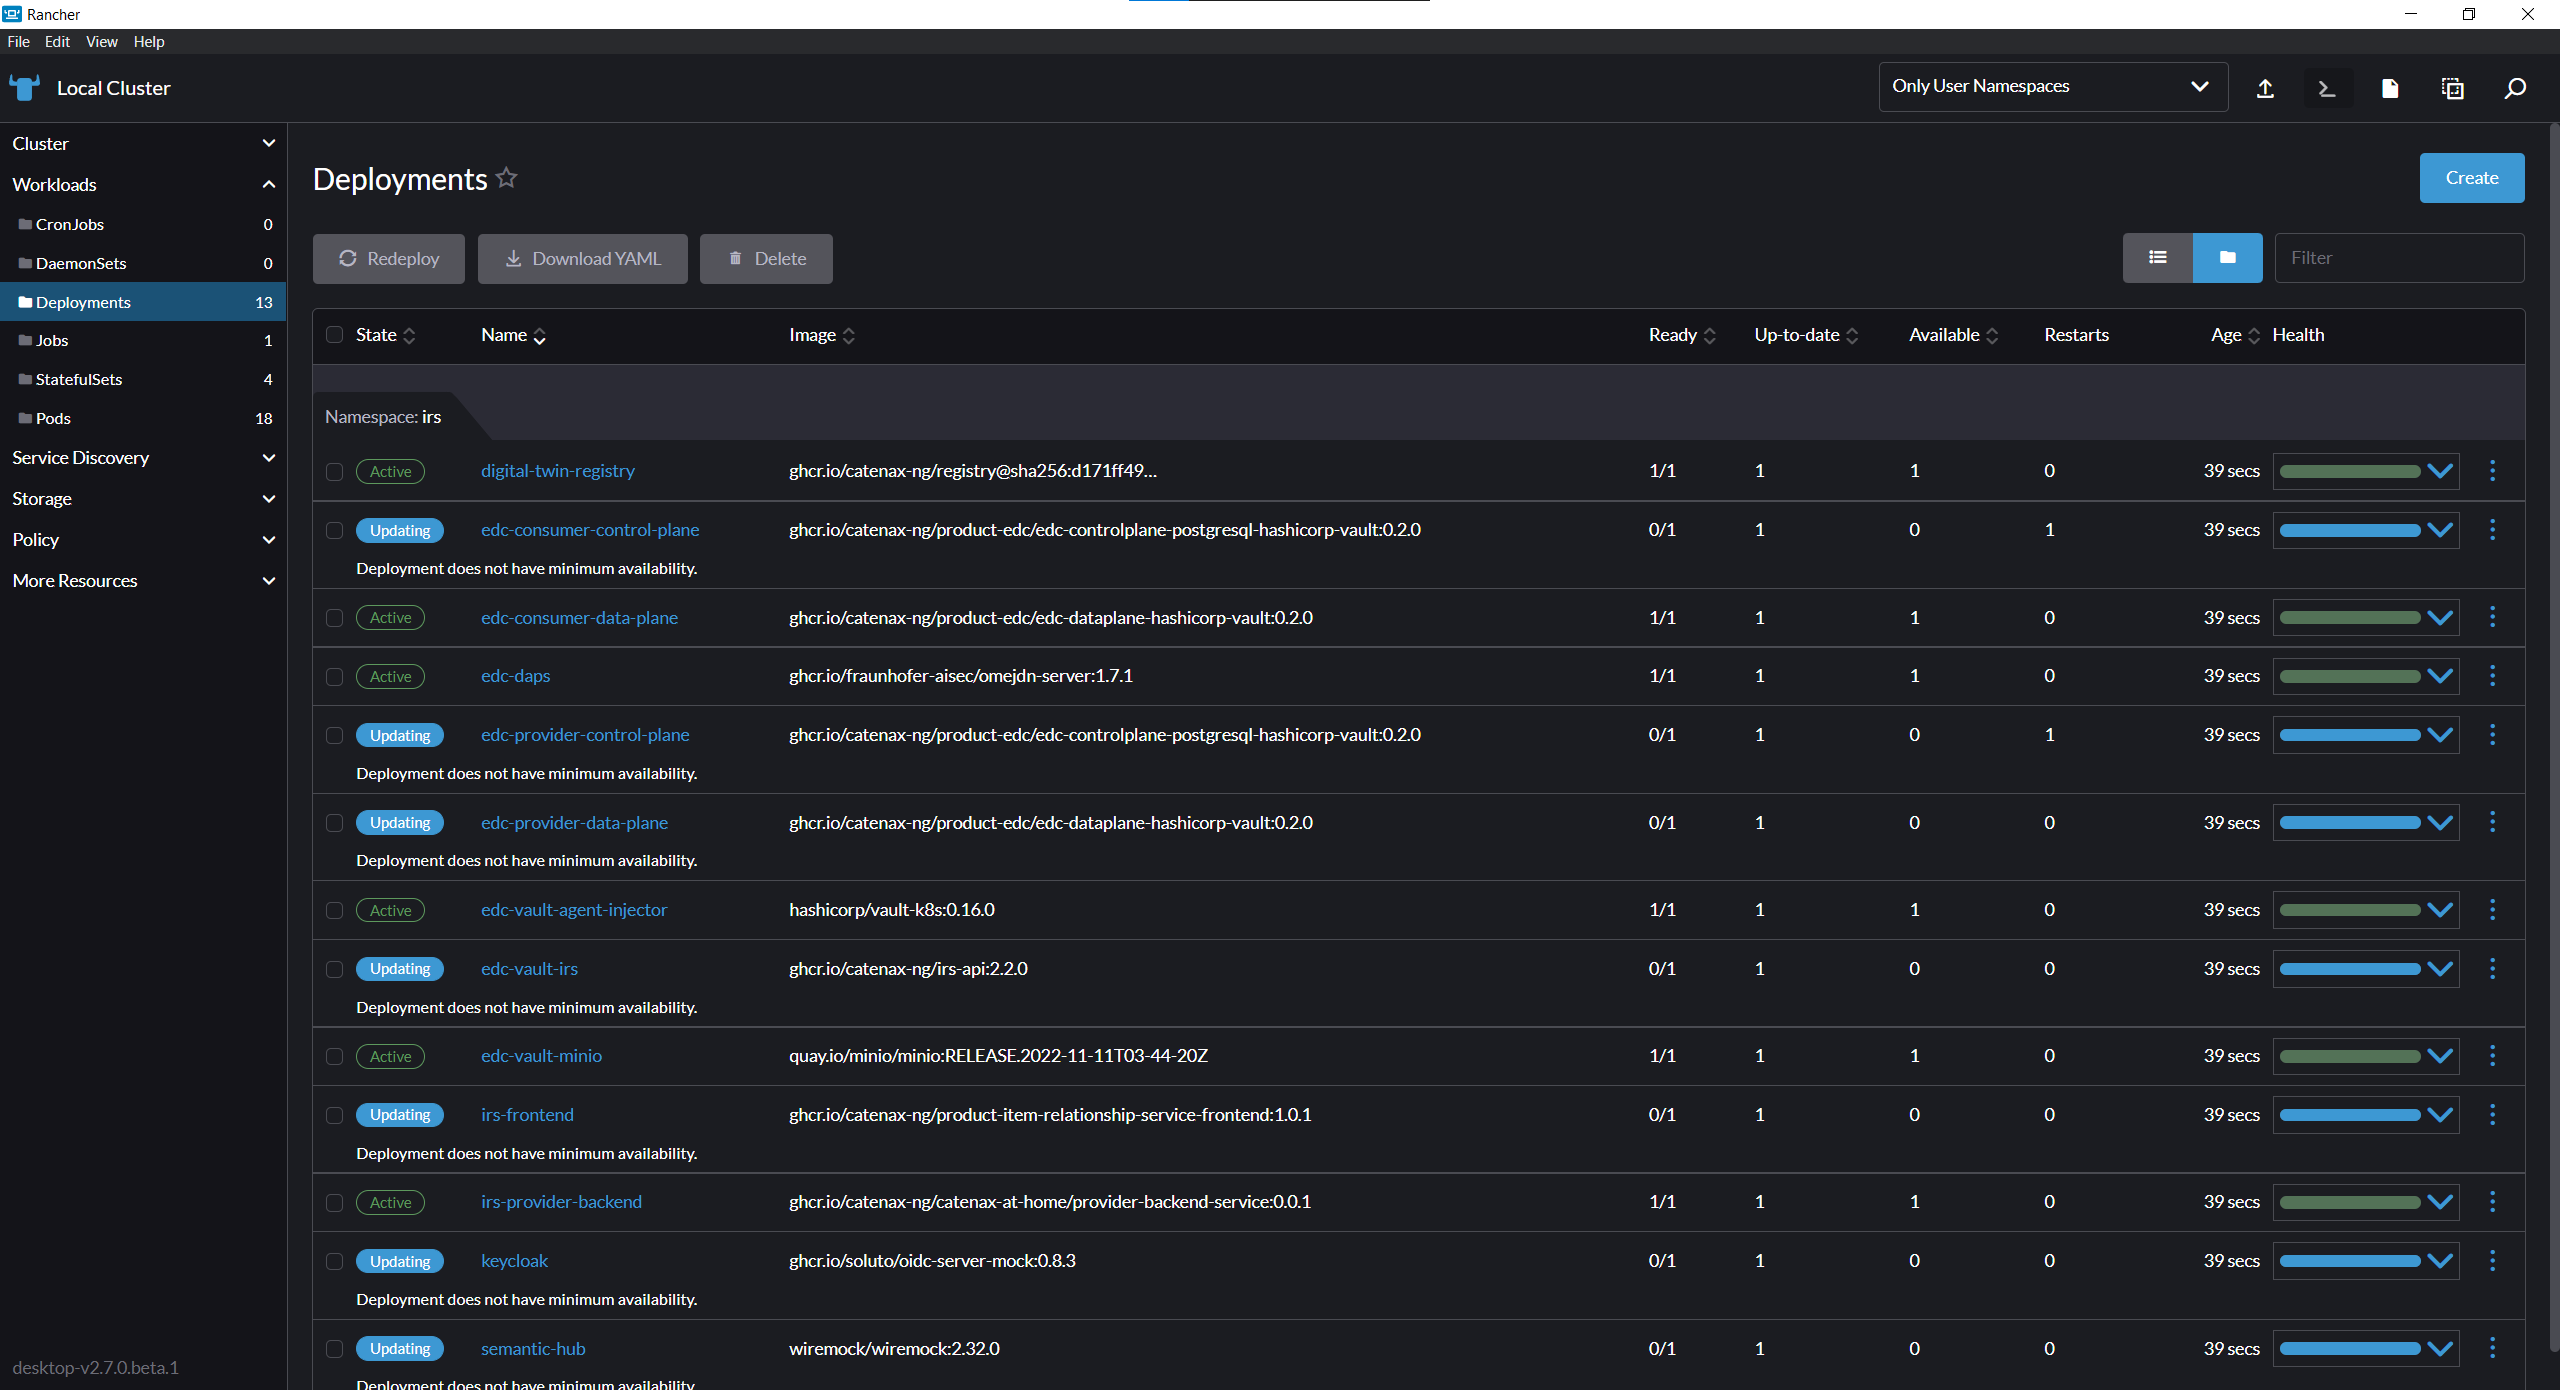 Rancher
File Edit View Help
Local Cluster
Only User Namespaces
Cluster
Workloads
CronJobs 0
DaemonSets 0
Deployments 13
Jobs 1
StatefulSets 4
Pods 18
Service Discovery
Storage
Policy
More Resources
desktop-v2.7.0.beta.1
Deployments
Create
Redeploy Download YAML Delete Filter
State Name Image Ready Up-to-date Available Restarts Age Health
Namespace: irs
Active digital-twin-registry ghcr.io/catenax-ng/registry@sha256:d171ff49... 1/1 1 1 0 39 secs
Updating edc-consumer-control-plane ghcr.io/catenax-ng/product-edc/edc-controlplane-postgresql-hashicorp-vault:0.2.0 0/1 1 0 1 39 secs
Deployment does not have minimum availability.
Active edc-consumer-data-plane ghcr.io/catenax-ng/product-edc/edc-dataplane-hashicorp-vault:0.2.0 1/1 1 1 0 39 secs
Active edc-daps ghcr.io/fraunhofer-aisec/omejdn-server:1.7.1 1/1 1 1 0 39 secs
Updating edc-provider-control-plane ghcr.io/catenax-ng/product-edc/edc-controlplane-postgresql-hashicorp-vault:0.2.0 0/1 1 0 1 39 secs
Deployment does not have minimum availability.
Updating edc-provider-data-plane ghcr.io/catenax-ng/product-edc/edc-dataplane-hashicorp-vault:0.2.0 0/1 1 0 0 39 secs
Deployment does not have minimum availability.
Active edc-vault-agent-injector hashicorp/vault-k8s:0.16.0 1/1 1 1 0 39 secs
Updating edc-vault-irs ghcr.io/catenax-ng/irs-api:2.2.0 0/1 1 0 0 39 secs
Deployment does not have minimum availability.
Active edc-vault-minio quay.io/minio/minio:RELEASE.2022-11-11T03-44-20Z 1/1 1 1 0 39 secs
Updating irs-frontend ghcr.io/catenax-ng/product-item-relationship-service-frontend:1.0.1 0/1 1 0 0 39 secs
Deployment does not have minimum availability.
Active irs-provider-backend ghcr.io/catenax-ng/catenax-at-home/provider-backend-service:0.0.1 1/1 1 1 0 39 secs
Updating keycloak ghcr.io/soluto/oidc-server-mock:0.8.3 0/1 1 0 0 39 secs
Deployment does not have minimum availability.
Updating semantic-hub wiremock/wiremock:2.32.0 0/1 1 0 0 39 secs
Deployment does not have minimum availability.